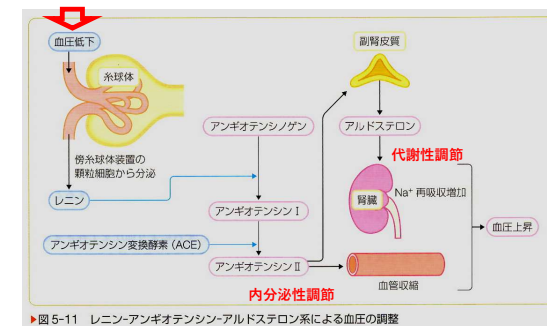 血圧低下
糸球体
傍糸球体装置の
顆粒細胞から分泌
レニン
アンギオテンシノゲン
アンギオテンシンⅠ
アンギオテンシン変換酵素(ACE)
アンギオテンシンⅡ
内分泌性調節
副腎皮質
アルドステロン
代謝性調節
腎臓
Na⁺ 再吸収増加
血管収縮
血圧上昇
▶図5-11 レニン-アンギオテンシン-アルドステロン系による血圧の調整